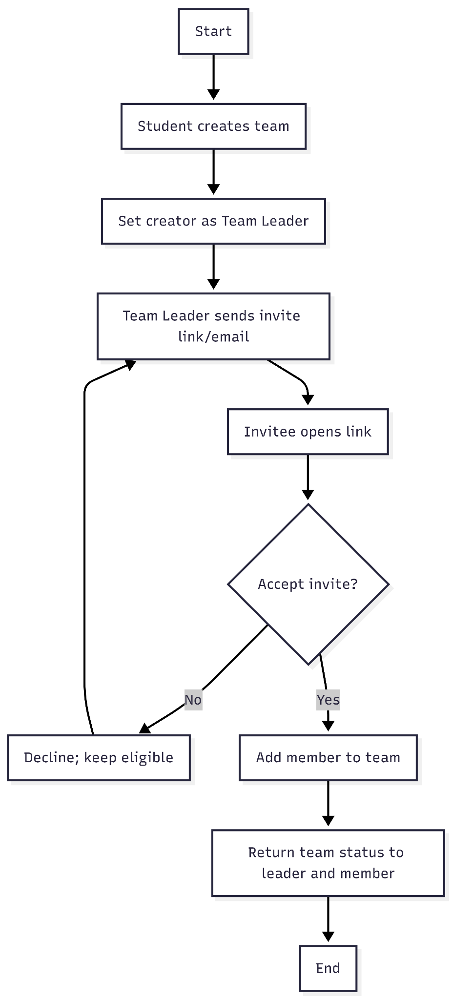 Start
Student creates team
Set creator as Team Leader
Team Leader sends invite
link/email
Invitee opens link
Accept invite?
No
Yes
Decline; keep eligible
Add member to team
Return team status to
leader and member
End